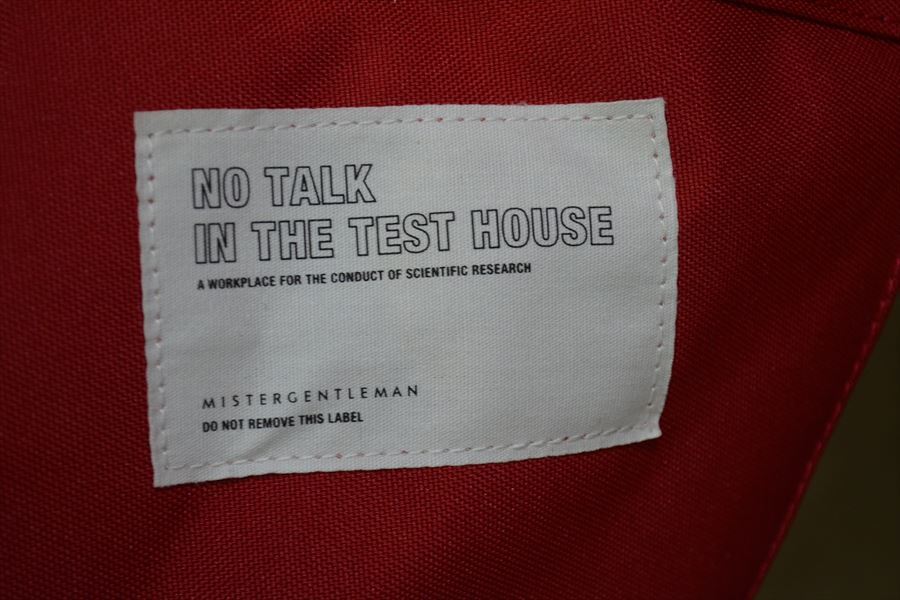 NO TALK
IN THE TEST HOUSE
A WORKPLACE FOR THE CONDUCT OF SCIENTIFIC RESEARCH
MISTERGENTLEMAN
DO NOT REMOVE THIS LABEL